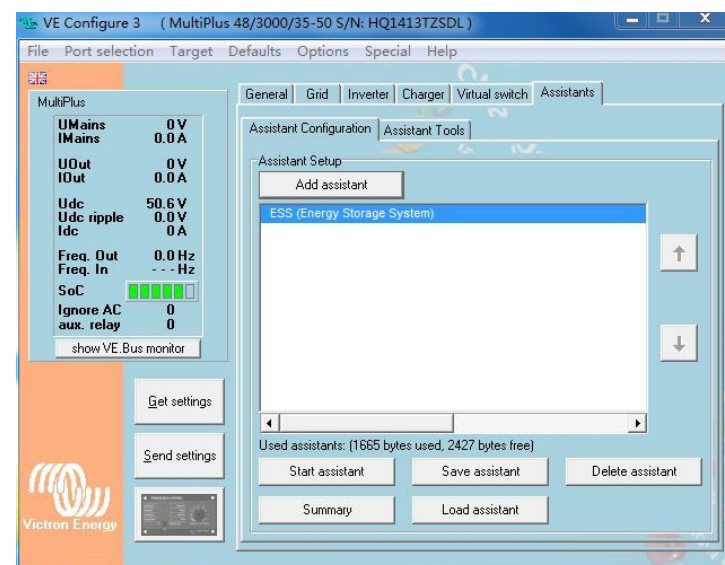 VE Configure 3 ( MultiPlus 48/3000/35-50 S/N: HQ1413TZSDL )
File Port selection Target Defaults Options Special Help
General Grid Inverter Charger Virtual switch Assistants
MultiPlus
UMains 0 V
IMains 0.0 A
UOut 0 V
IOut 0.0 A
Udc 50.6 V
Udc ripple 0.0 V
Idc 0 A
Freq. Out 0.0 Hz
Freq. In - - - Hz
SoC
Ignore AC 0
aux. relay 0
show VE.Bus monitor
Get settings
Send settings
Victron Energy
Assistant Configuration Assistant Tools
Assistant Setup
Add assistant
ESS (Energy Storage System)
Used assistants: (1665 bytes used, 2427 bytes free)
Start assistant Save assistant Delete assistant
Summary Load assistant